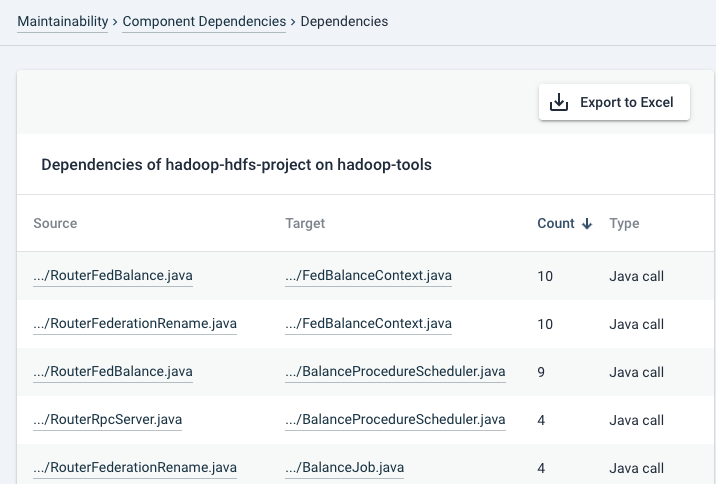 Maintainability > Component Dependencies > Dependencies
Export to Excel
Dependencies of hadoop-hdfs-project on hadoop-tools
Source Target Count ↓ Type
.../RouterFedBalance.java .../FedBalanceContext.java 10 Java call
.../RouterFederationRename.java .../FedBalanceContext.java 10 Java call
.../RouterFedBalance.java .../BalanceProcedureScheduler.java 9 Java call
.../RouterRpcServer.java .../BalanceProcedureScheduler.java 4 Java call
.../RouterFederationRename.java .../BalanceJob.java 4 Java call